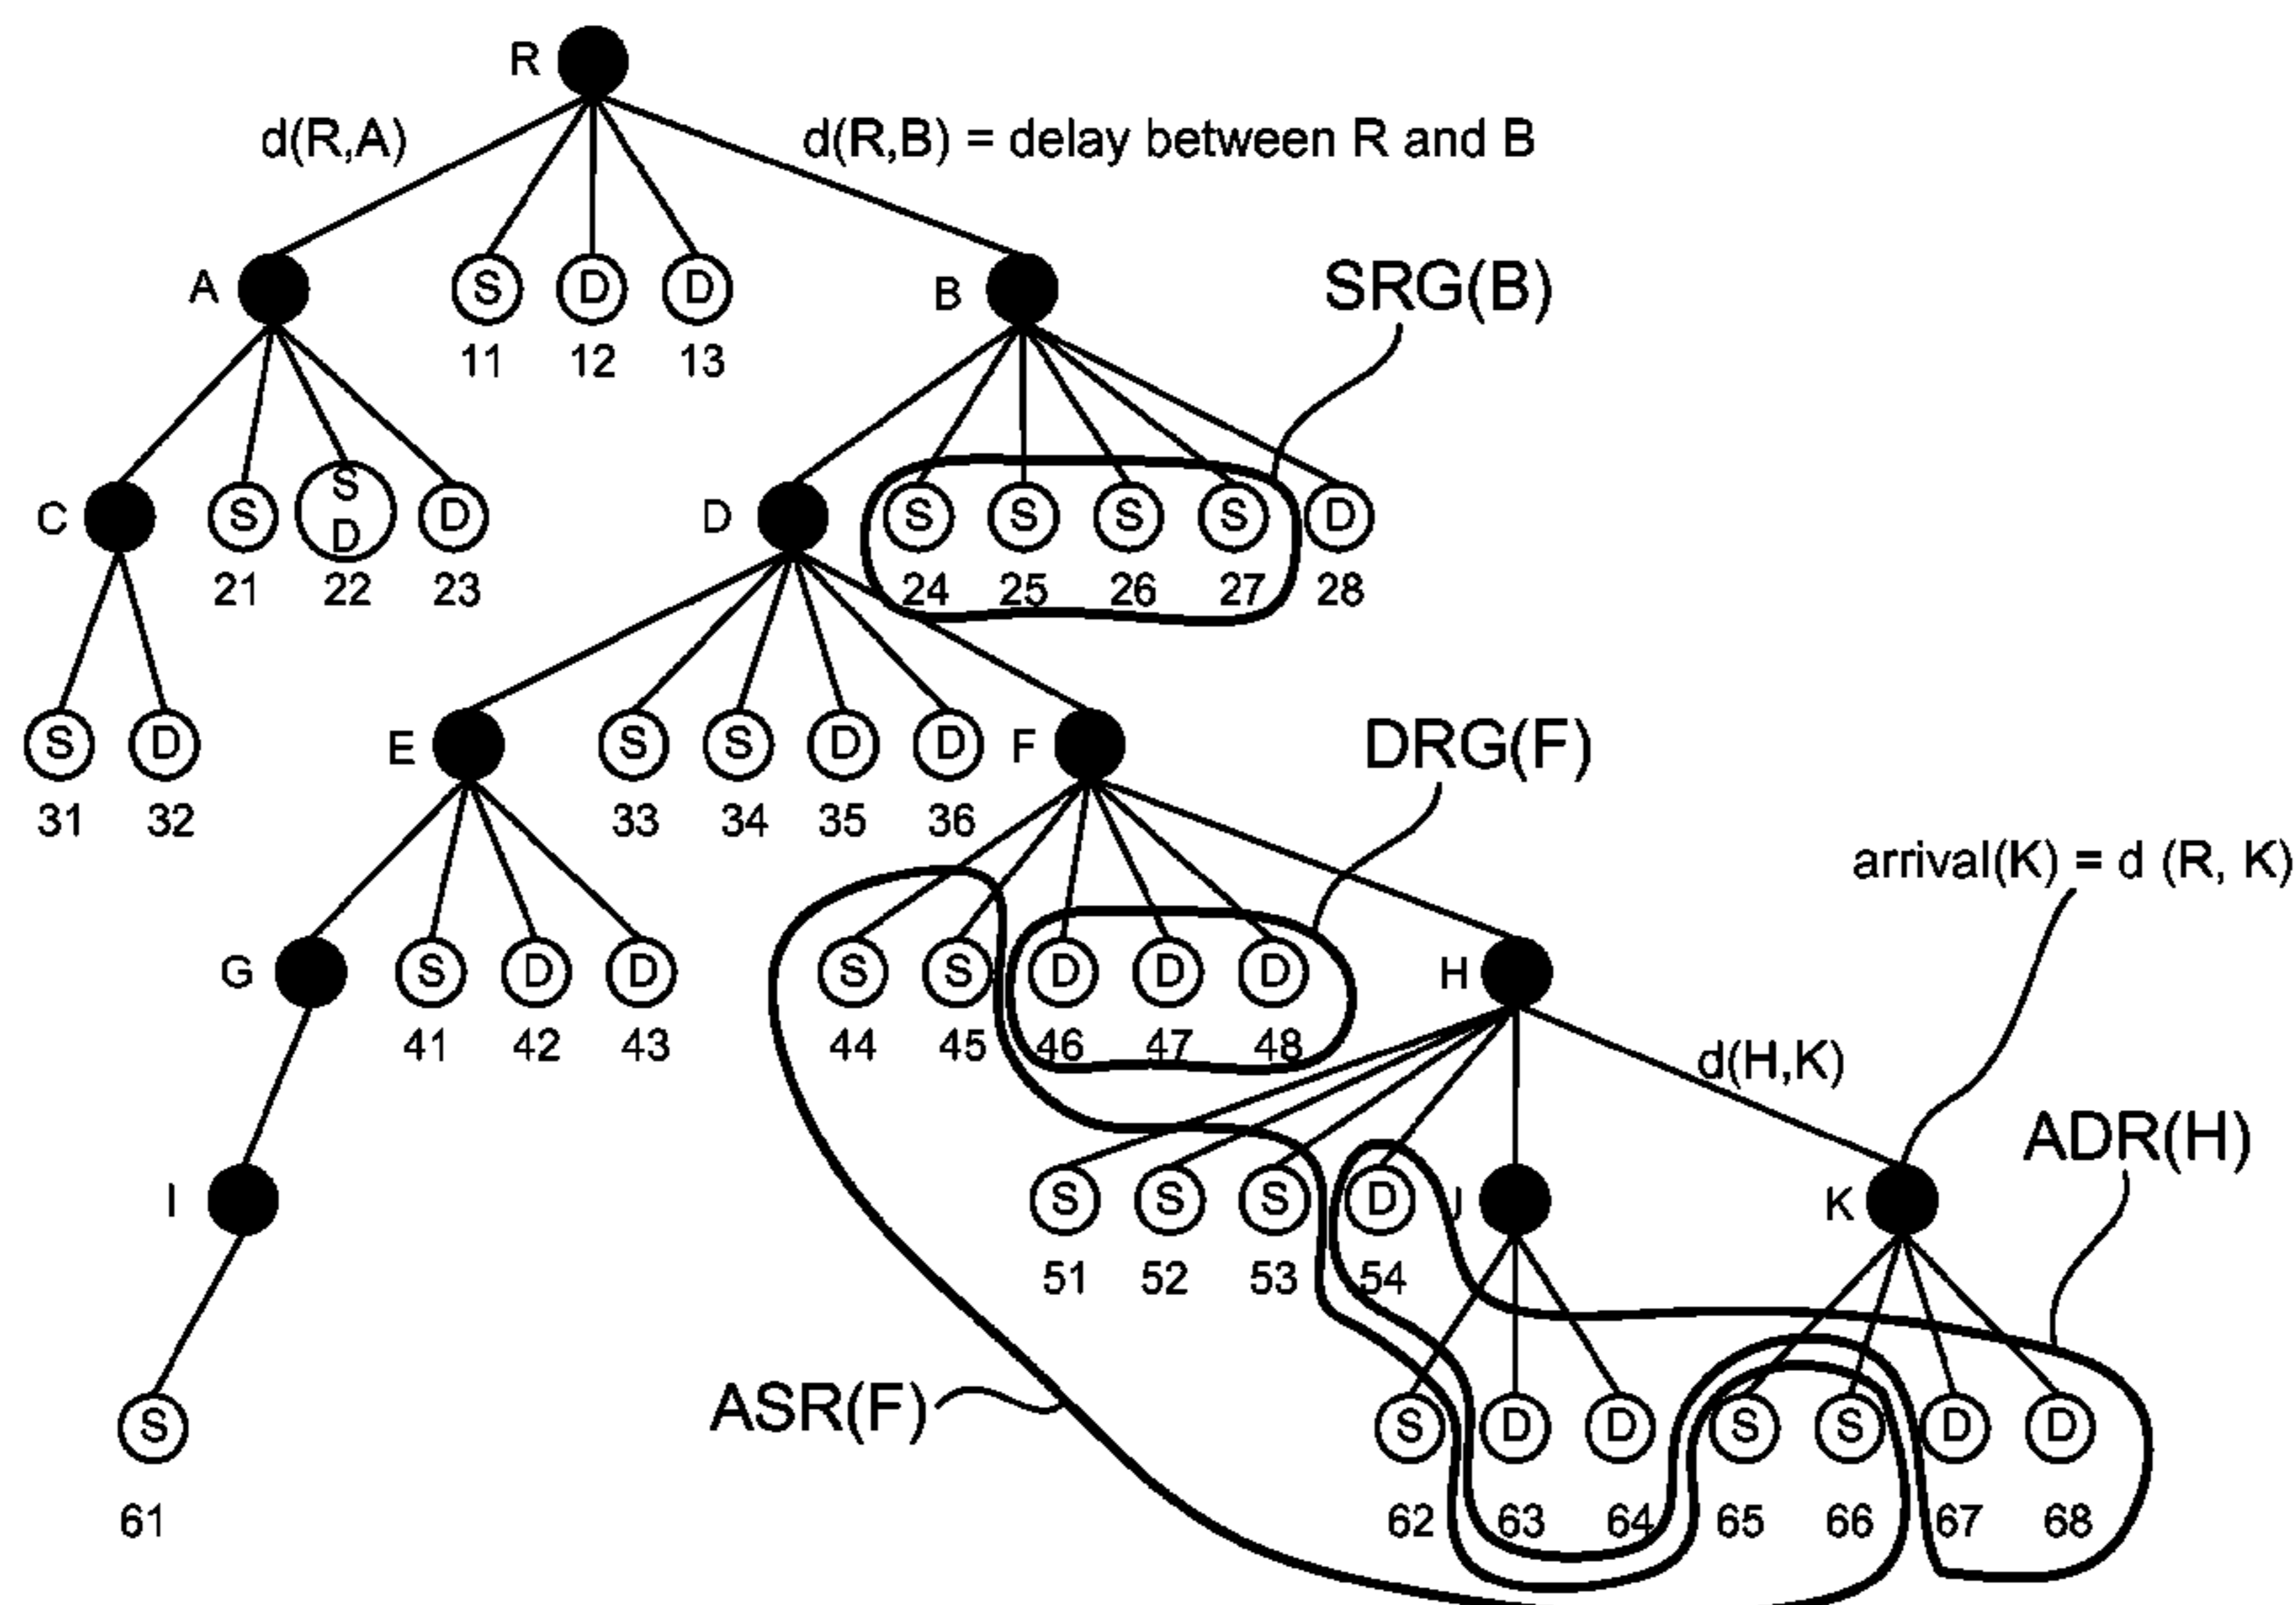 R
d(R,A)
d(R,B) = delay between R and B
A
S
D
D
B
SRG(B)
11
12
13
C
S
S
D
D
D
S
S
S
S
D
21
22
23
24
25
26
27
28
S
D
E
S
S
D
D
F
DRG(F)
31
32
33
34
35
36
arrival(K) = d (R, K)
G
S
D
D
S
S
D
D
D
H
41
42
43
44
45
46
47
48
d(H,K)
ADR(H)
I
S
S
S
D
J
K
51
52
53
54
ASR(F)
S
S
D
D
S
S
D
D
61
62
63
64
65
66
67
68